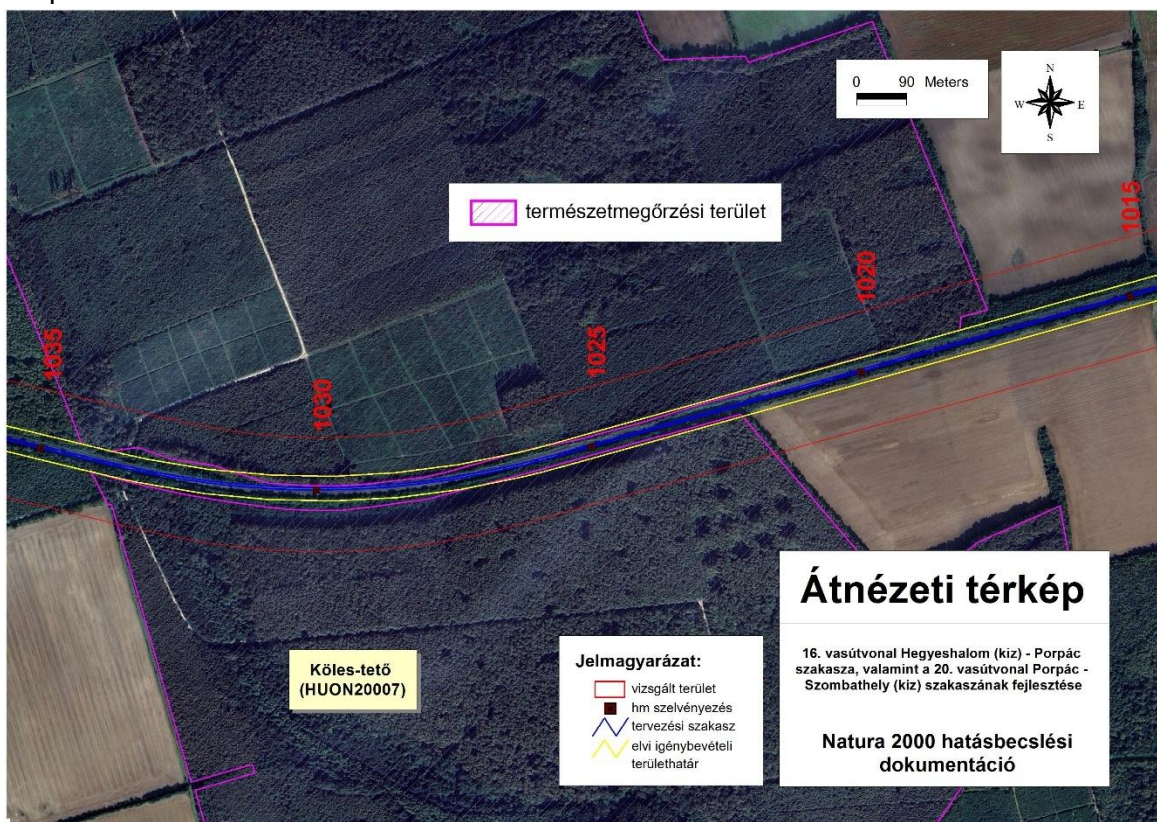 0 90 Meters
N
W E
S
természetmegőrzési terület
1015
1020
1025
1030
1035
Köles-tető
(HUON20007)
Jelmagyarázat:
vizsgált terület
hm szelvényezés
tervezési szakasz
elvi igénybevételi
területhatár
Átnézeti térkép
16. vasútvonal Hegyeshalom (kiz) - Porpác
szakasza, valamint a 20. vasútvonal Porpác -
Szombathely (kiz) szakaszának fejlesztése
Natura 2000 hatásbecslési
dokumentáció